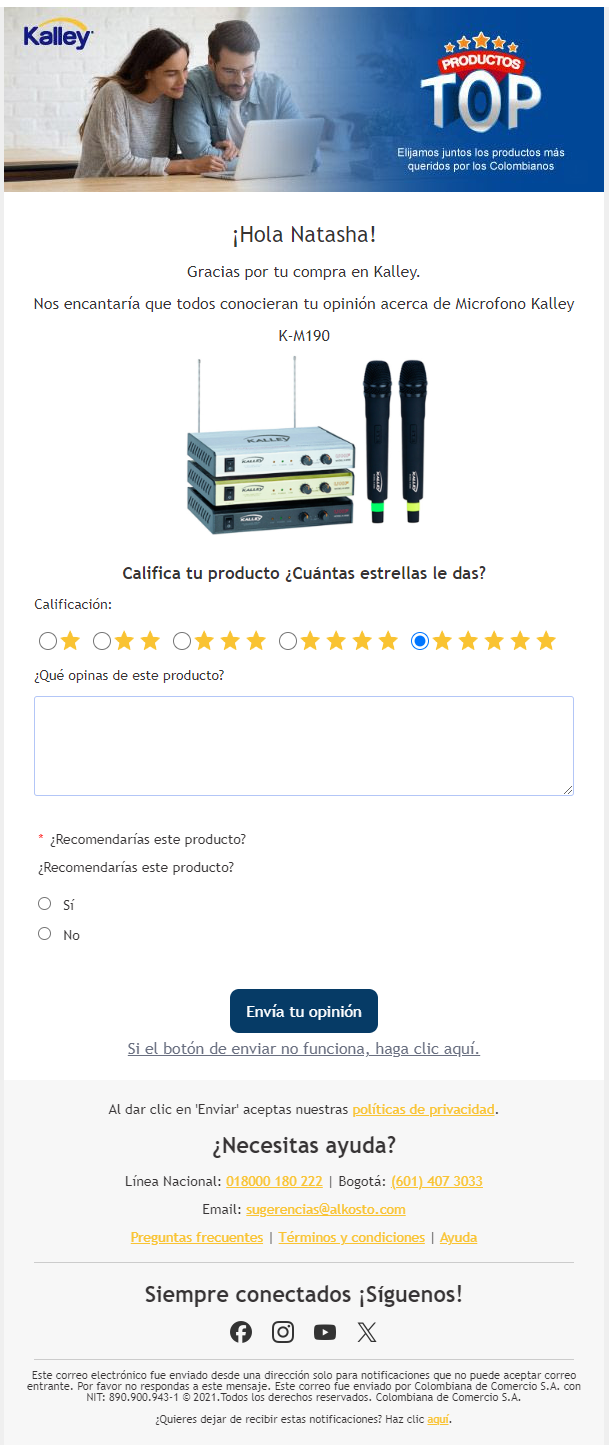 Kalley
PRODUCTOS
TOP
Elijamos juntos los productos más
queridos por los Colombianos
¡Hola Natasha!
Gracias por tu compra en Kalley.
Nos encantaría que todos conocieran tu opinión acerca de Microfono Kalley
K-M190
KALLEY
KALLEY
KALLEY
KALLEY
KALLEY
KALLEY
Califica tu producto ¿Cuántas estrellas le das?
Calificación:
¿Qué opinas de este producto?
* ¿Recomendarías este producto?
¿Recomendarías este producto?
Sí
No
Envía tu opinión
Si el botón de enviar no funciona, haga clic aquí.
Al dar clic en 'Enviar' aceptas nuestras políticas de privacidad.
¿Necesitas ayuda?
Línea Nacional: 018000 180 222 | Bogotá: (601) 407 3033
Email: sugerencias@alkosto.com
Preguntas frecuentes | Términos y condiciones | Ayuda
Siempre conectados ¡Síguenos!
Este correo electrónico fue enviado desde una dirección solo para notificaciones que no puede aceptar correo
entrante. Por favor no respondas a este mensaje. Este correo fue enviado por Colombiana de Comercio S.A. con
NIT: 890.900.943-1 © 2021.Todos los derechos reservados. Colombiana de Comercio S.A.
¿Quieres dejar de recibir estas notificaciones? Haz clic aquí.